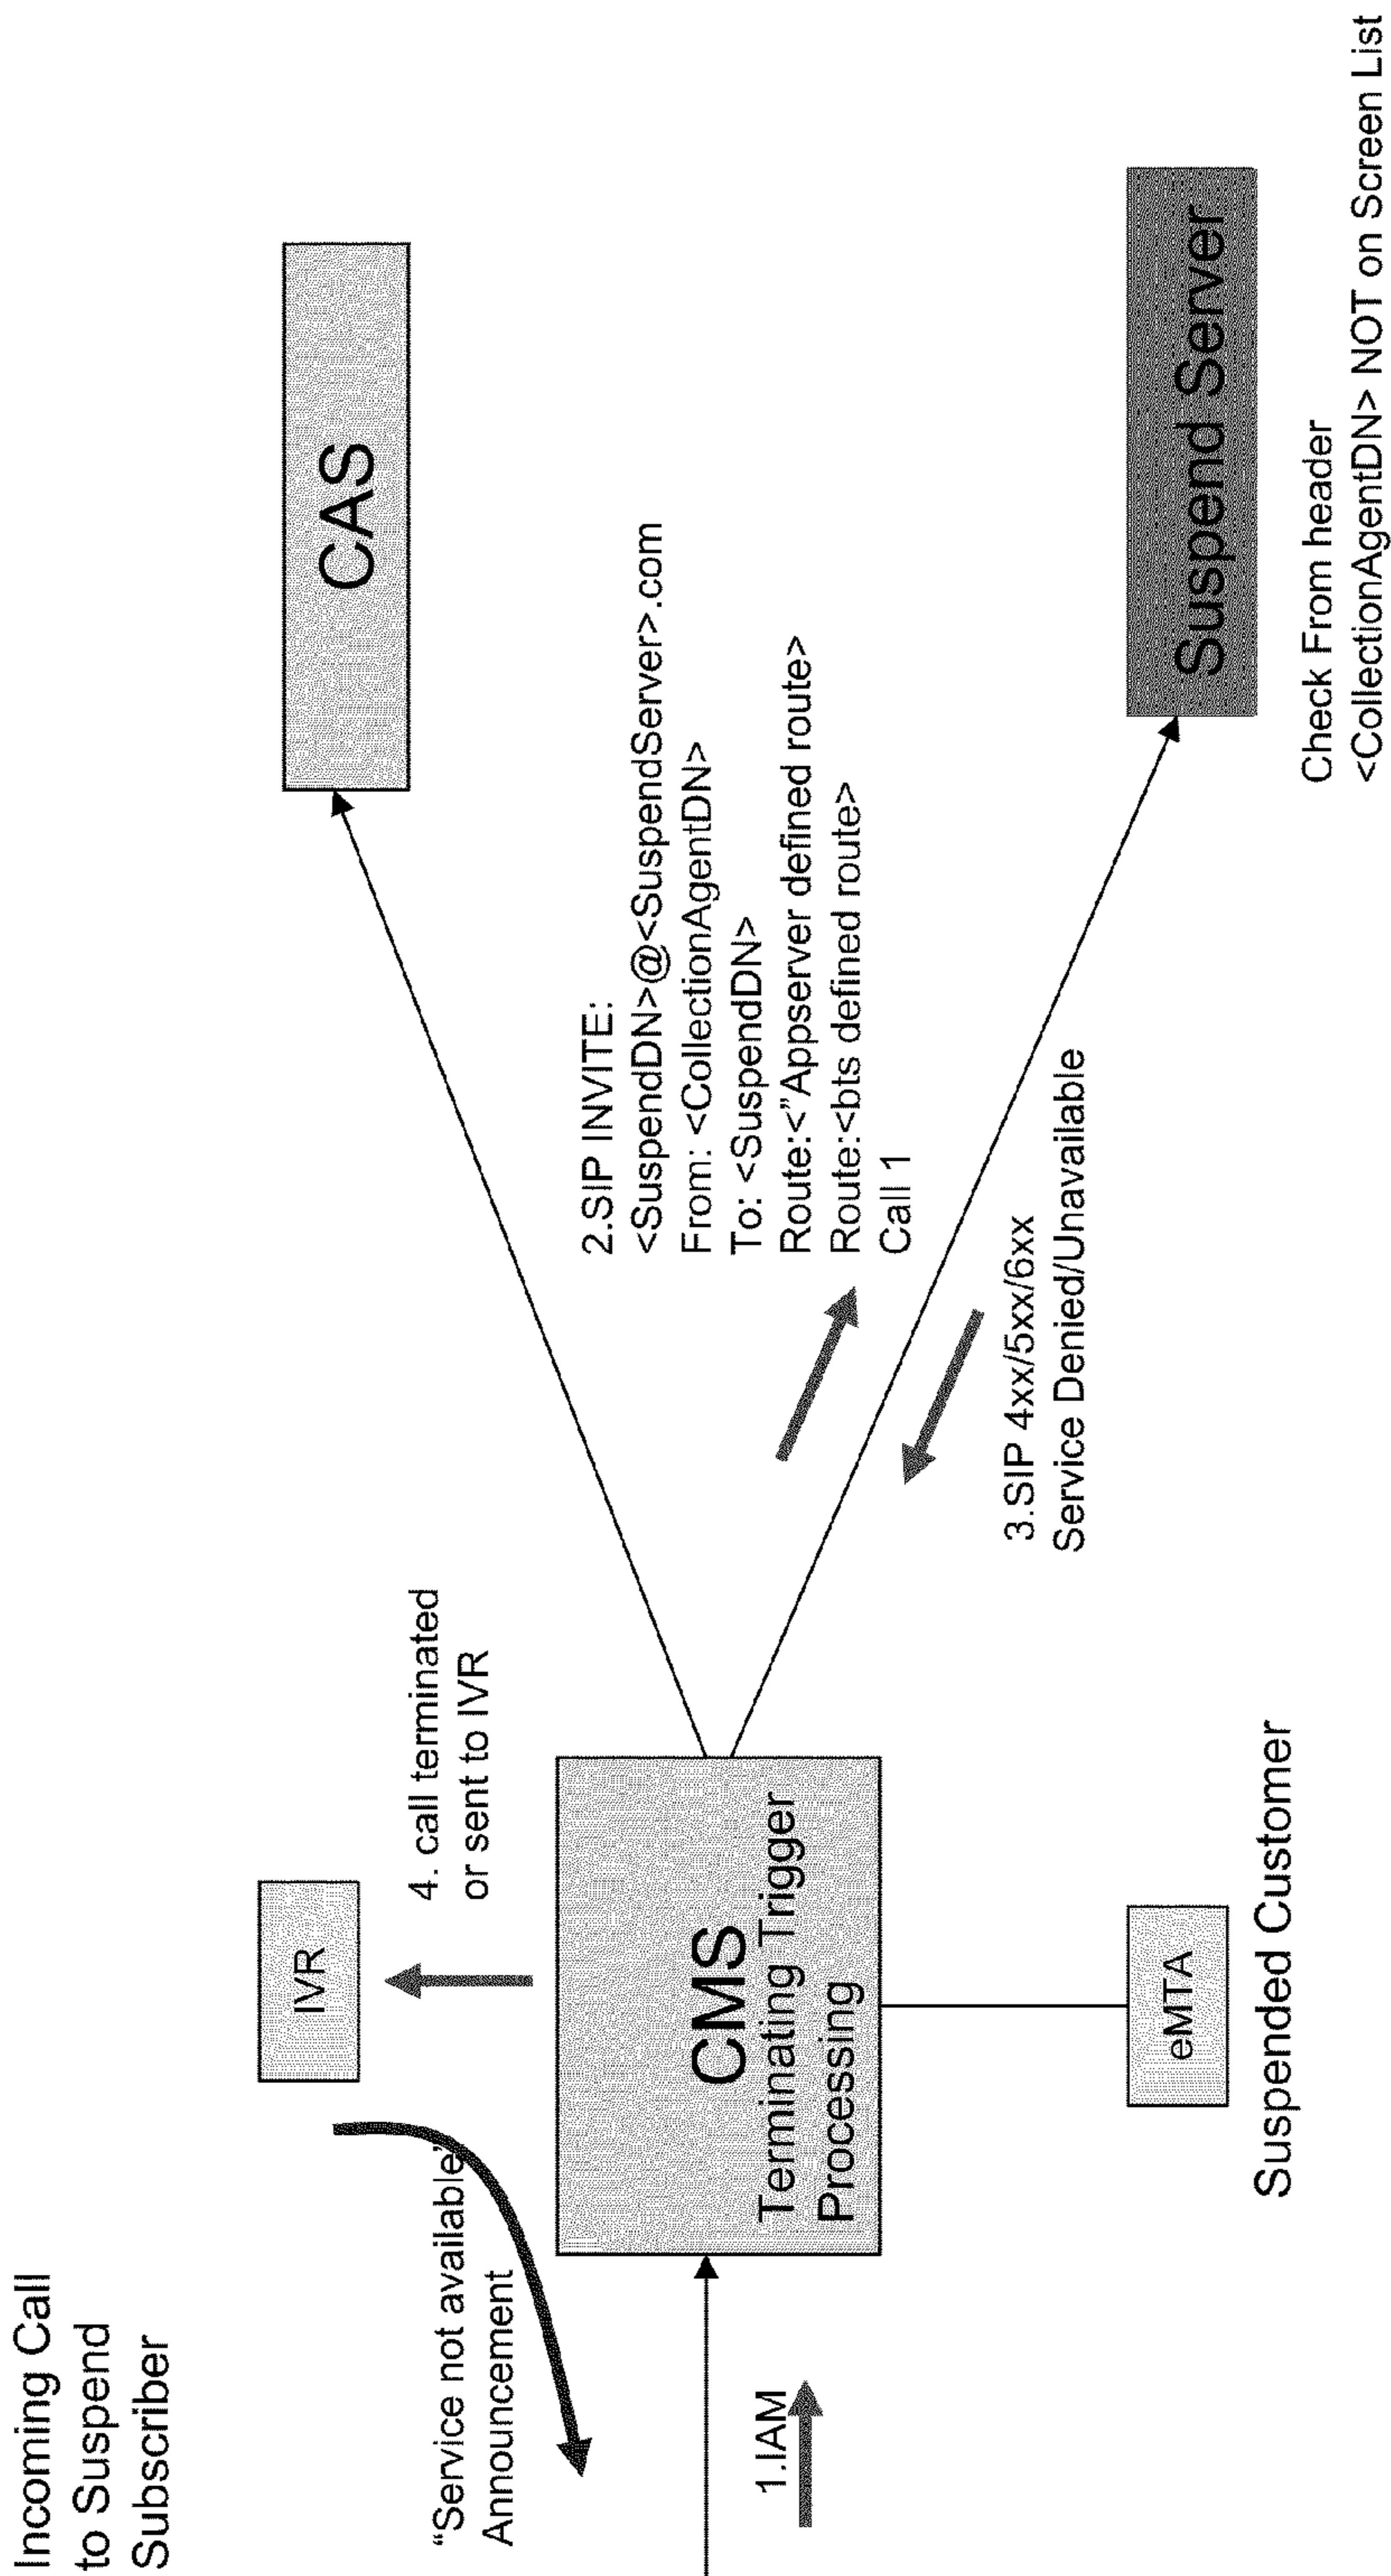 Incoming Call
to Suspend
Subscriber
"Service not available"
Announcement
1.IAM
IVR
4. call terminated
or sent to IVR
CMS
Terminating Trigger
Processing
eMTA
Suspended Customer
CAS
2.SIP INVITE:
<SuspendDN>@<SuspendServer>.com
From: <CollectionAgentDN>
To: <SuspendDN>
Route:<"Appserver defined route>
Route:<bts defined route>
Call 1
3.SIP 4xx/5xx/6xx
Service Denied/Unavailable
Suspend Server
Check From header
<CollectionAgentDN> NOT on Screen List